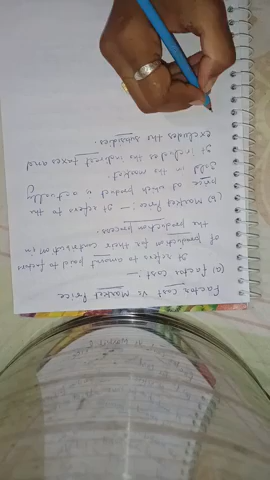 Factor Cost vs Market Price
(a) Factor Cost :-
It refers to amount paid to factors
of production for their contribution in
the production process.
(b) Market Price :- It refers to the
price at which product is actually
sold in the market.
It includes the indirect taxes and
excludes the subsidies.